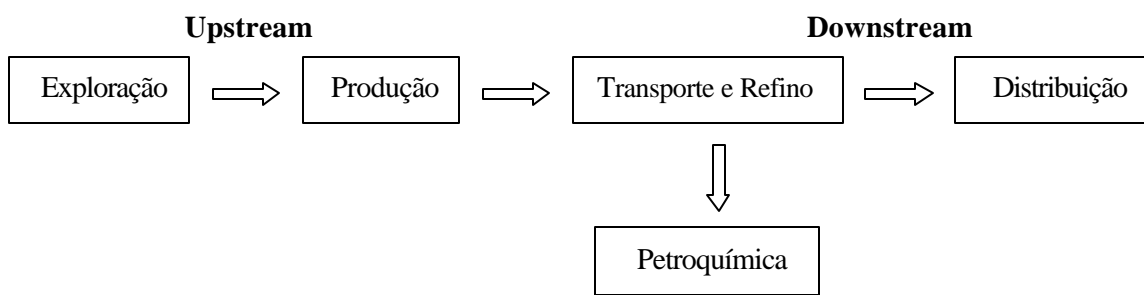 Upstream Downstream
Exploração Produção Transporte e Refino Distribuição
Petroquímica